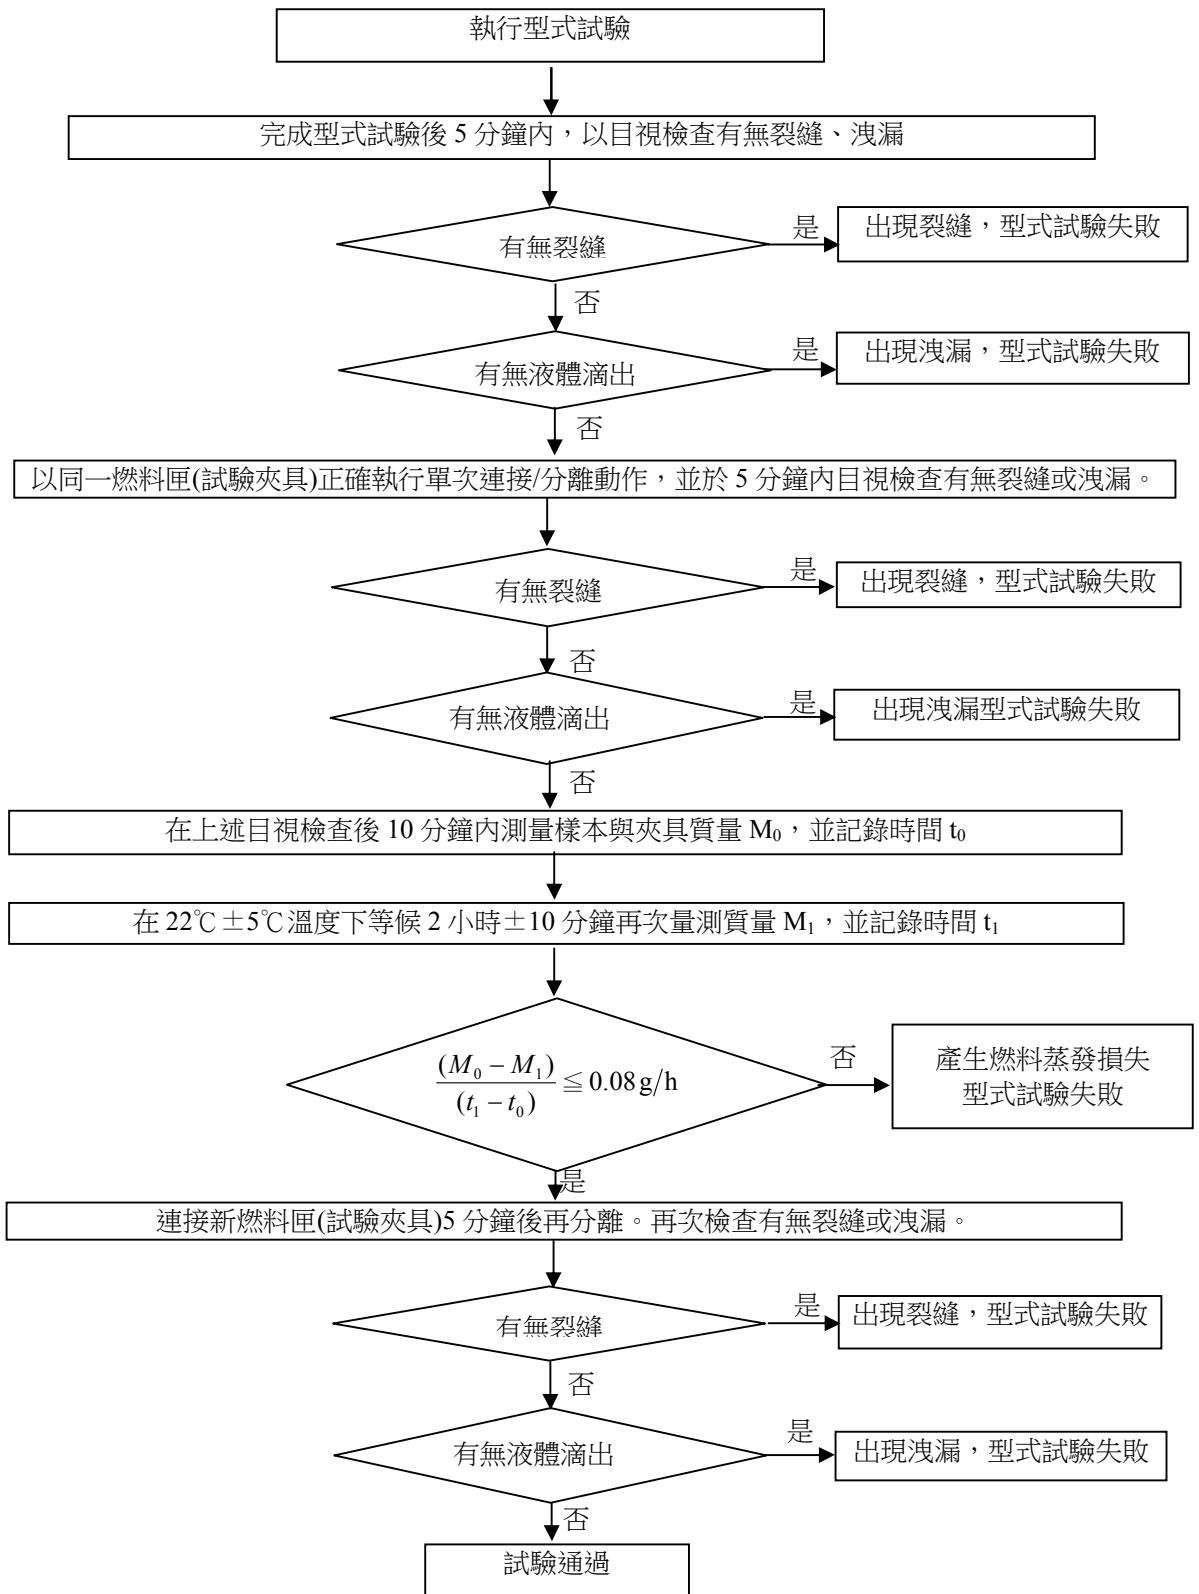 執行型式試驗
完成型式試驗後 5 分鐘內，以目視檢查有無裂縫、洩漏
有無裂縫
是
出現裂縫，型式試驗失敗
否
有無液體滴出
是
出現洩漏，型式試驗失敗
否
以同一燃料匣(試驗夾具)正確執行單次連接/分離動作，並於 5 分鐘內目視檢查有無裂縫或洩漏。
有無裂縫
是
出現裂縫，型式試驗失敗
否
有無液體滴出
是
出現洩漏型式試驗失敗
否
在上述目視檢查後 10 分鐘內測量樣本與夾具質量 M₀，並記錄時間 t₀
在 22℃±5℃溫度下等候 2 小時±10 分鐘再次量測質量 M₁，並記錄時間 t₁
(M₀ − M₁)/(t₁ − t₀) ≦ 0.08 g/h
否
產生燃料蒸發損失
型式試驗失敗
是
連接新燃料匣(試驗夾具)5 分鐘後再分離。再次檢查有無裂縫或洩漏。
有無裂縫
是
出現裂縫，型式試驗失敗
否
有無液體滴出
是
出現洩漏，型式試驗失敗
否
試驗通過